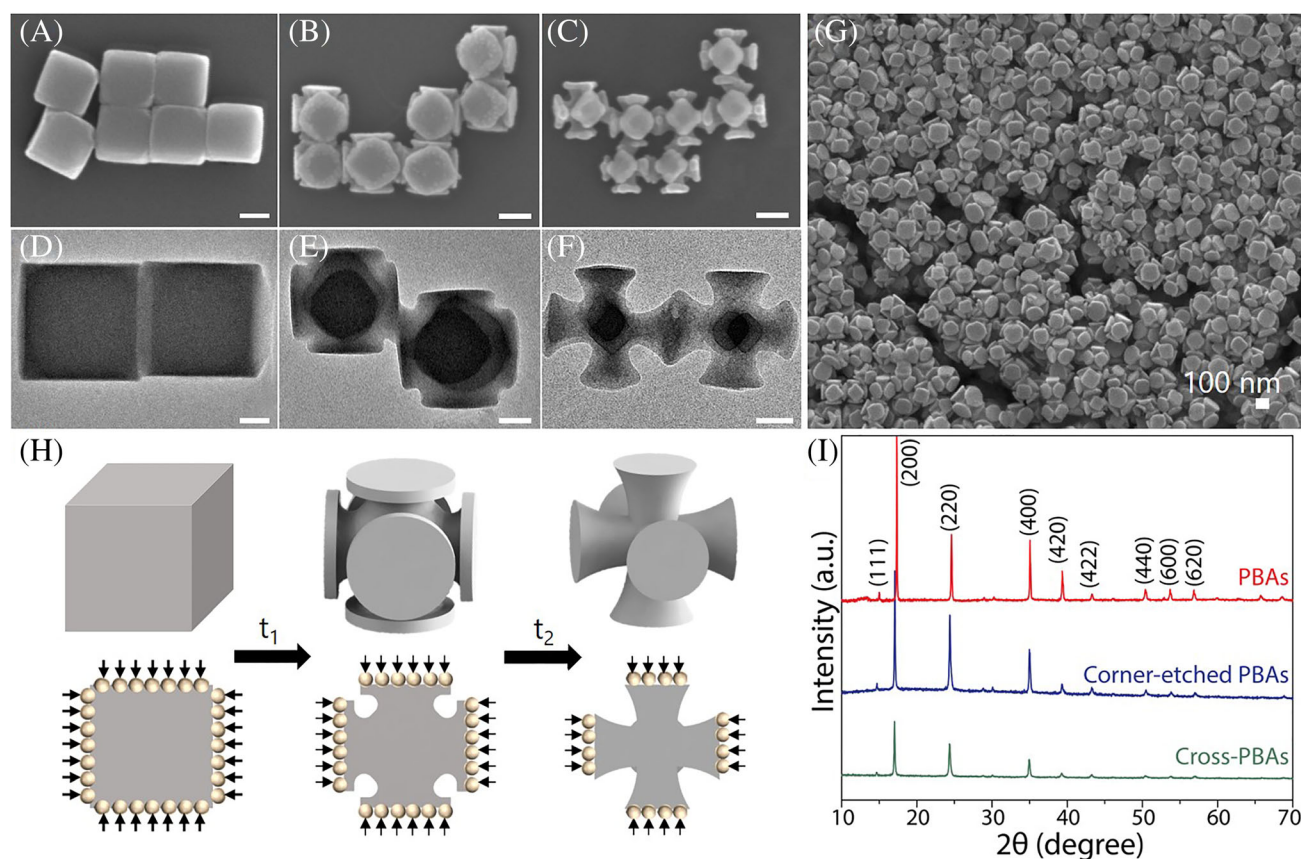 (A)
(B)
(C)
(G)
(D)
(E)
(F)
100 nm
(H)
t1
t2
(I)
Intensity (a.u.)
(111)
(200)
(220)
(400)
(420)
(422)
(440)
(600)
(620)
PBAs
Corner-etched PBAs
Cross-PBAs
10 20 30 40 50 60 70
2θ (degree)